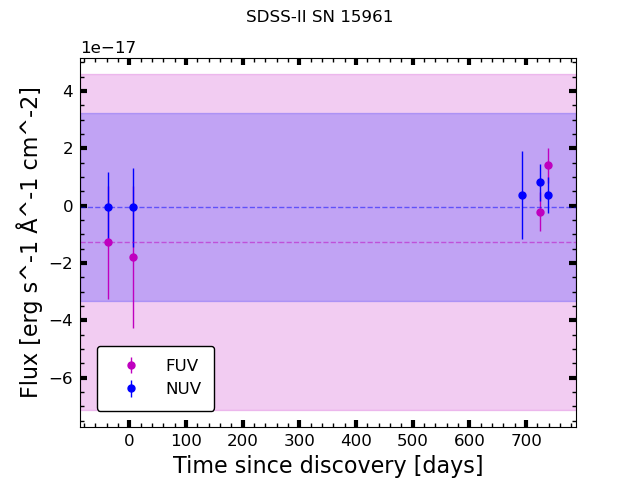 SDSS-II SN 15961
1e−17
4
2
0
−2
−4
−6
Flux [erg s^-1 Å^-1 cm^-2]
FUV
NUV
0 100 200 300 400 500 600 700
Time since discovery [days]